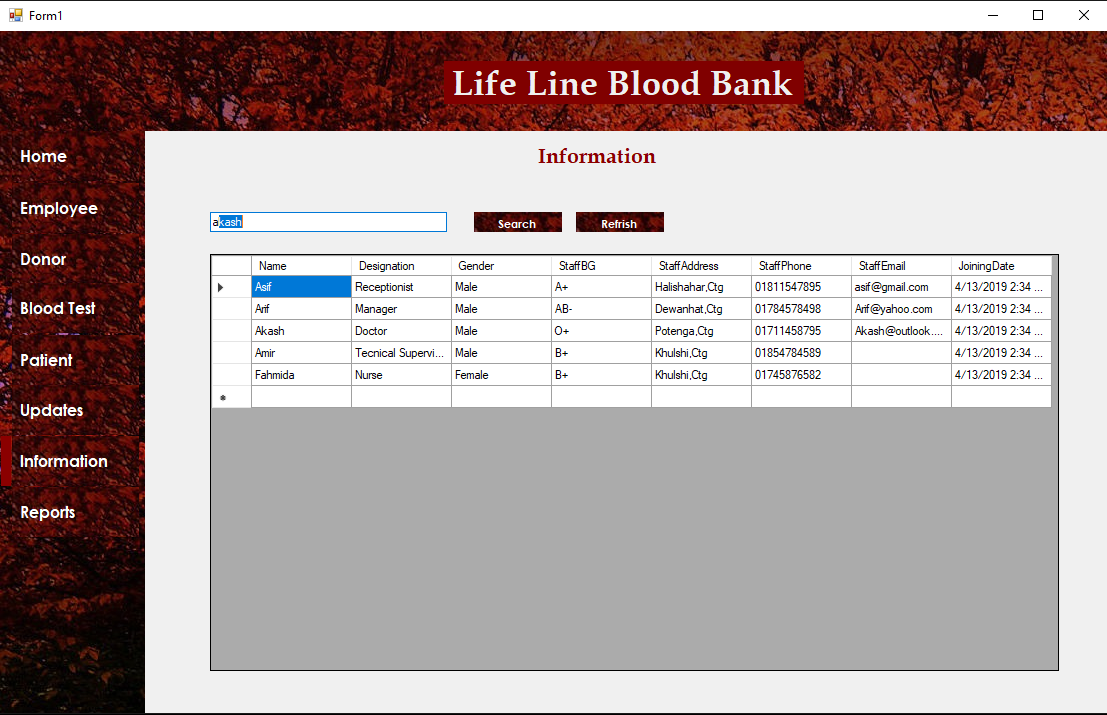 Form1
Life Line Blood Bank
Home
Employee
Donor
Blood Test
Patient
Updates
Information
Reports
Information
akash Search Refrish
Name Designation Gender StaffBG StaffAddress StaffPhone StaffEmail JoiningDate
Asif Receptionist Male A+ Halishahar,Ctg 01811547895 asif@gmail.com 4/13/2019 2:34 ...
Arif Manager Male AB- Dewanhat,Ctg 01784578498 Arif@yahoo.com 4/13/2019 2:34 ...
Akash Doctor Male O+ Potenga,Ctg 01711458795 Akash@outlook.... 4/13/2019 2:34 ...
Amir Tecnical Supervi... Male B+ Khulshi,Ctg 01854784589 4/13/2019 2:34 ...
Fahmida Nurse Female B+ Khulshi,Ctg 01745876582 4/13/2019 2:34 ...